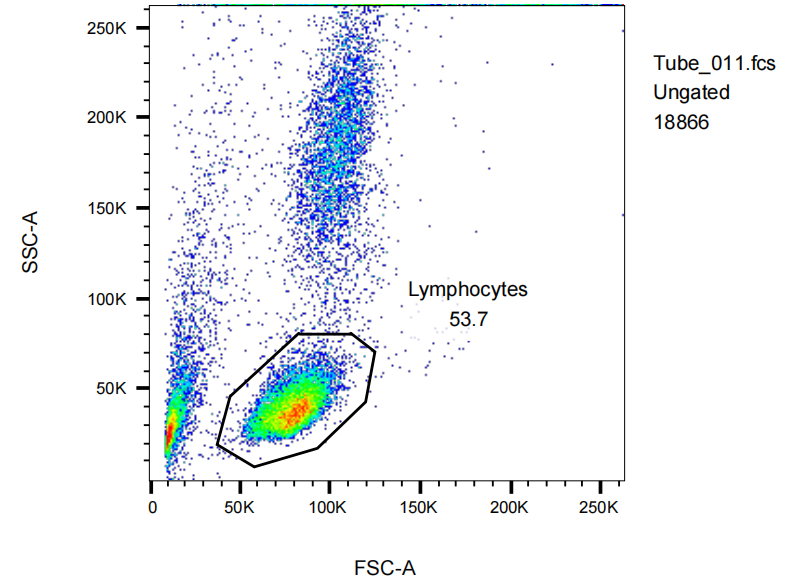 250K
200K
150K
100K
50K
SSC-A
Lymphocytes
53.7
0
50K
100K
150K
200K
250K
FSC-A
Tube_011.fcs
Ungated
18866